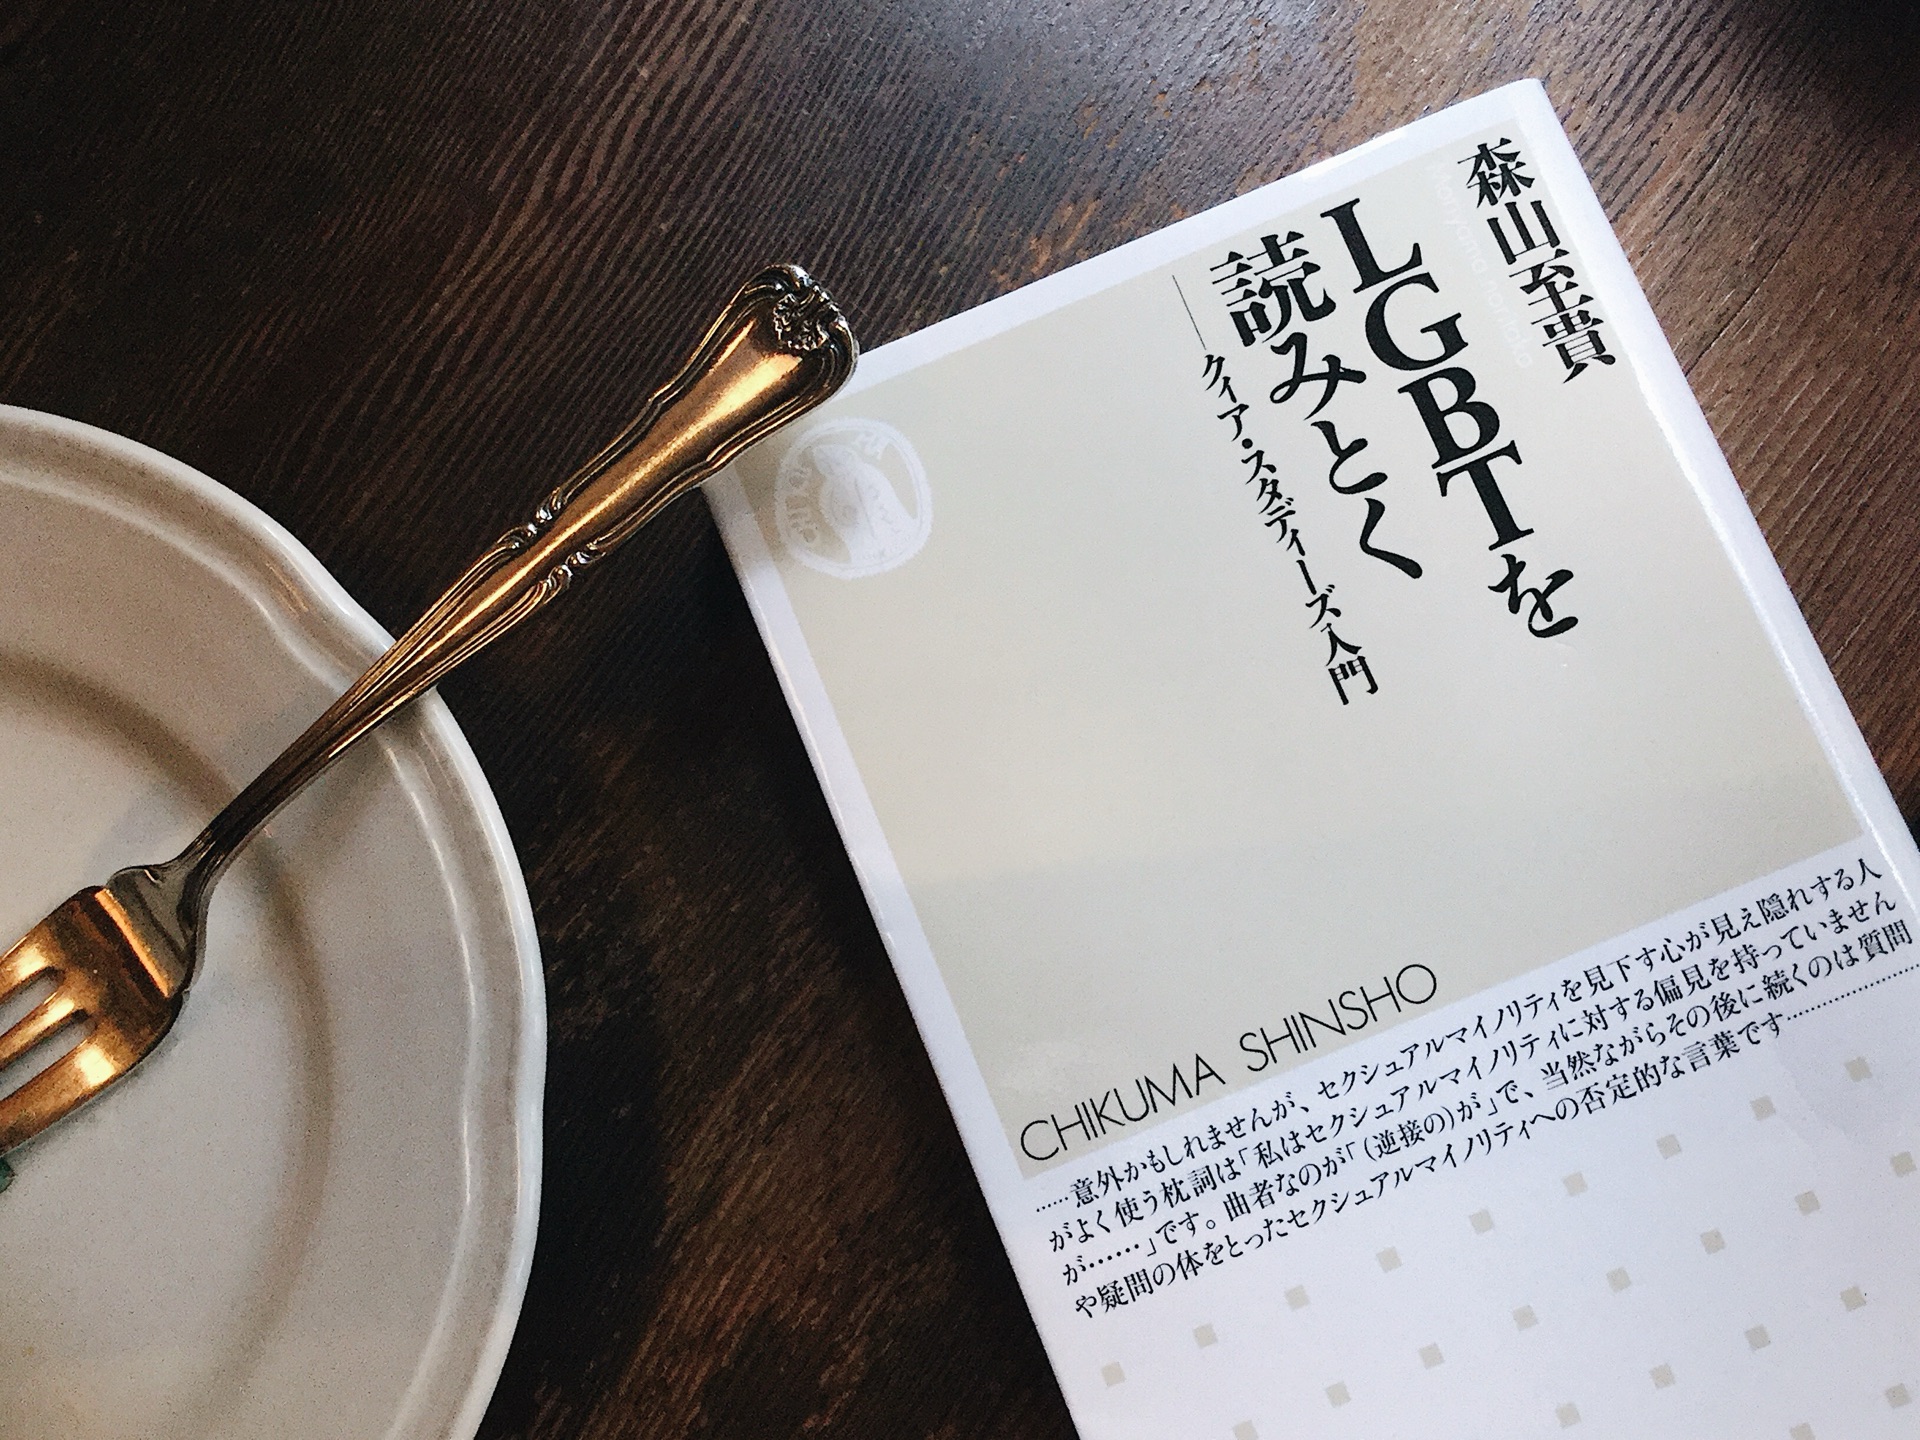 森山至貴
moriyama noritaka
LGBTを
読みとく
――クィア・スタディーズ入門
CHIKUMA SHINSHO
……意外かもしれませんが、セクシュアルマイノリティを見下す心が見え隠れする人
がよく使う枕詞は「私はセクシュアルマイノリティに対する偏見を持っていません
が……」です。曲者なのが「(逆接の)が」で、当然ながらその後に続くのは質問
や疑問の体をとったセクシュアルマイノリティへの否定的な言葉です…………